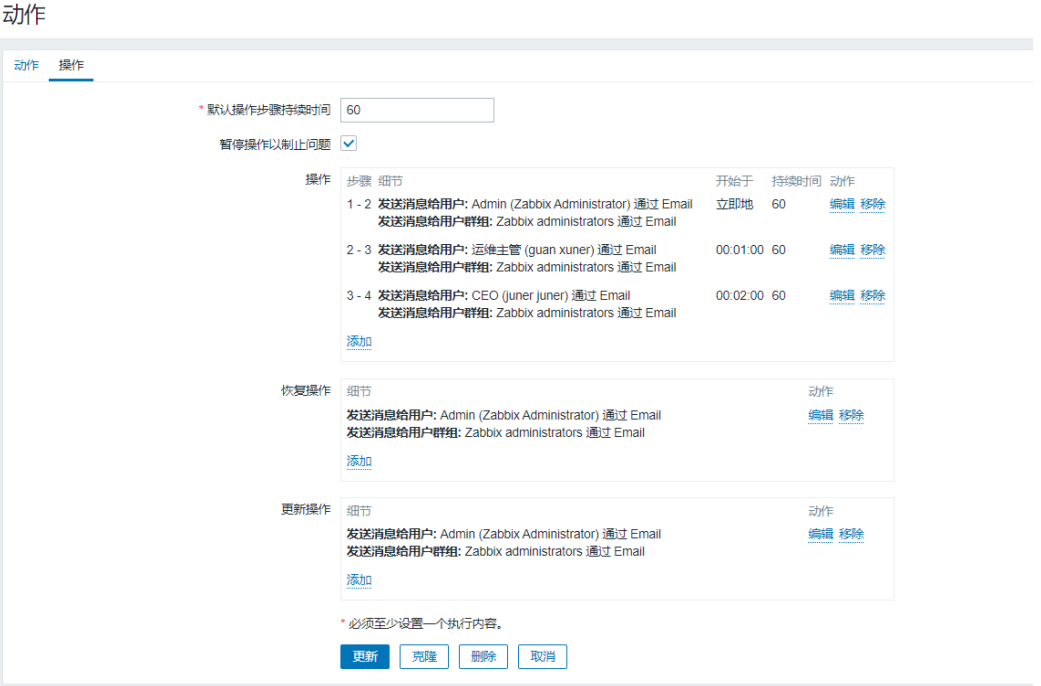 动作
动作 操作
* 默认操作步骤持续时间 60
暂停操作以制止问题
操作 步骤 细节 开始于 持续时间 动作
1 - 2 发送消息给用户: Admin (Zabbix Administrator) 通过 Email 立即地 60 编辑 移除
发送消息给用户群组: Zabbix administrators 通过 Email
2 - 3 发送消息给用户: 运维主管 (guan xuner) 通过 Email 00:01:00 60 编辑 移除
发送消息给用户群组: Zabbix administrators 通过 Email
3 - 4 发送消息给用户: CEO (juner juner) 通过 Email 00:02:00 60 编辑 移除
发送消息给用户群组: Zabbix administrators 通过 Email
添加
恢复操作 细节 动作
发送消息给用户: Admin (Zabbix Administrator) 通过 Email 编辑 移除
发送消息给用户群组: Zabbix administrators 通过 Email
添加
更新操作 细节 动作
发送消息给用户: Admin (Zabbix Administrator) 通过 Email 编辑 移除
发送消息给用户群组: Zabbix administrators 通过 Email
添加
* 必须至少设置一个执行内容。
更新 克隆 删除 取消